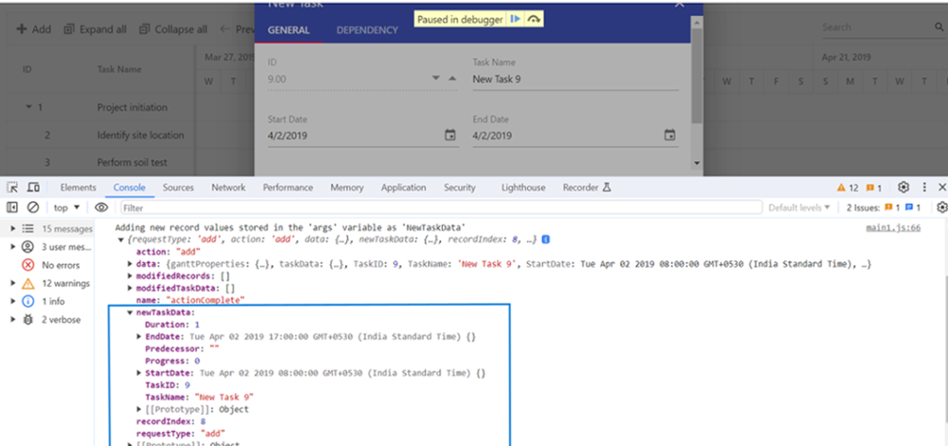 New Task
Paused in debugger
Add Expand all Collapse all Search
GENERAL DEPENDENCY
ID Task Name
Mar 27, 2019 Apr 21, 2019
W T W T F S S M T W T
ID Task Name
9.00 New Task 9
1 Project initiation
Start Date End Date
2 Identify site location
4/2/2019 4/2/2019
3 Perform soil test
Elements Console Sources Network Performance Memory Application Security Lighthouse Recorder 12 1
top Filter Default levels 2 Issues: 1 1
15 messages
3 user mes...
No errors
12 warnings
1 info
2 verbose
Adding new record values stored in the 'args' variable as 'NewTaskData' main1.js:66
{requestType: 'add', action: 'add', data: {…}, newTaskData: {…}, recordIndex: 8, …}
action: "add"
data: {ganttProperties: {…}, taskData: {…}, TaskID: 9, TaskName: 'New Task 9', StartDate: Tue Apr 02 2019 08:00:00 GMT+0530 (India Standard Time), …}
modifiedRecords: []
modifiedTaskData: []
name: "actionComplete"
newTaskData:
Duration: 1
EndDate: Tue Apr 02 2019 17:00:00 GMT+0530 (India Standard Time) {}
Predecessor: ""
Progress: 0
StartDate: Tue Apr 02 2019 08:00:00 GMT+0530 (India Standard Time) {}
TaskID: 9
TaskName: "New Task 9"
[[Prototype]]: Object
recordIndex: 8
requestType: "add"
[[Prototype]]: Object